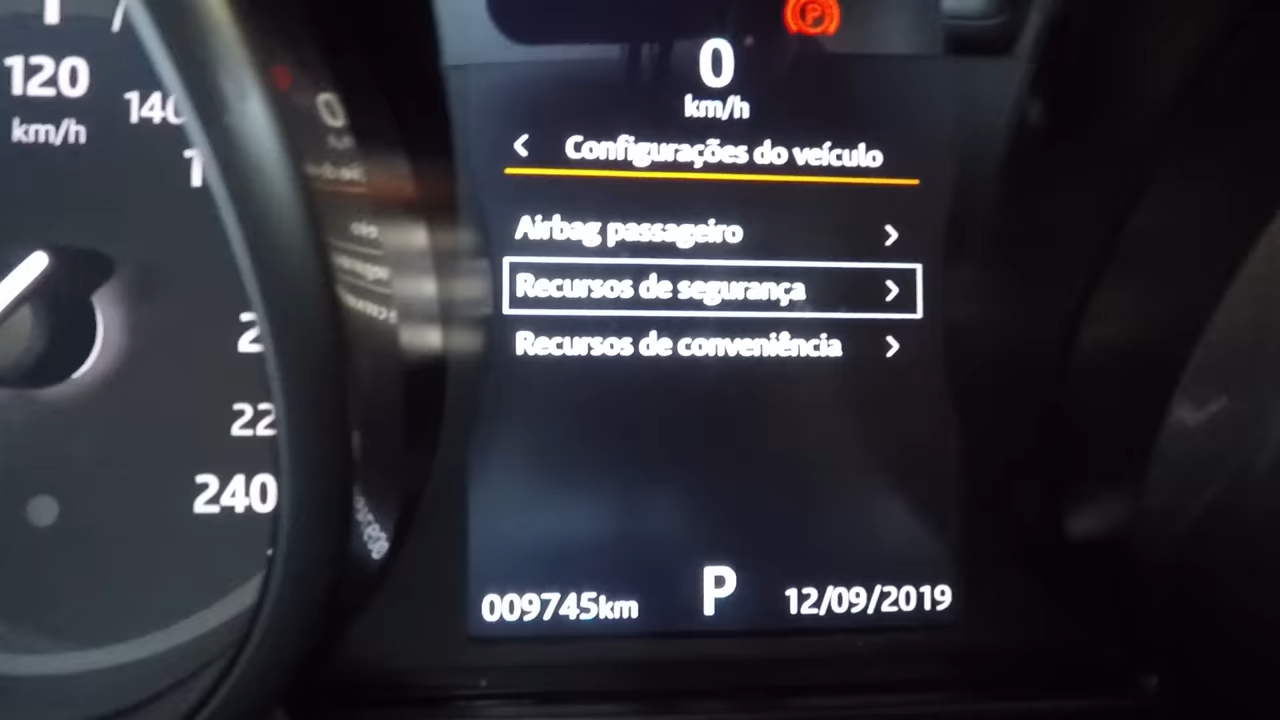 120
km/h
140
22
240
0
P
0
km/h
Configurações do veículo
Airbag passageiro
Recursos de segurança
Recursos de conveniência
009745km
P
12/09/2019